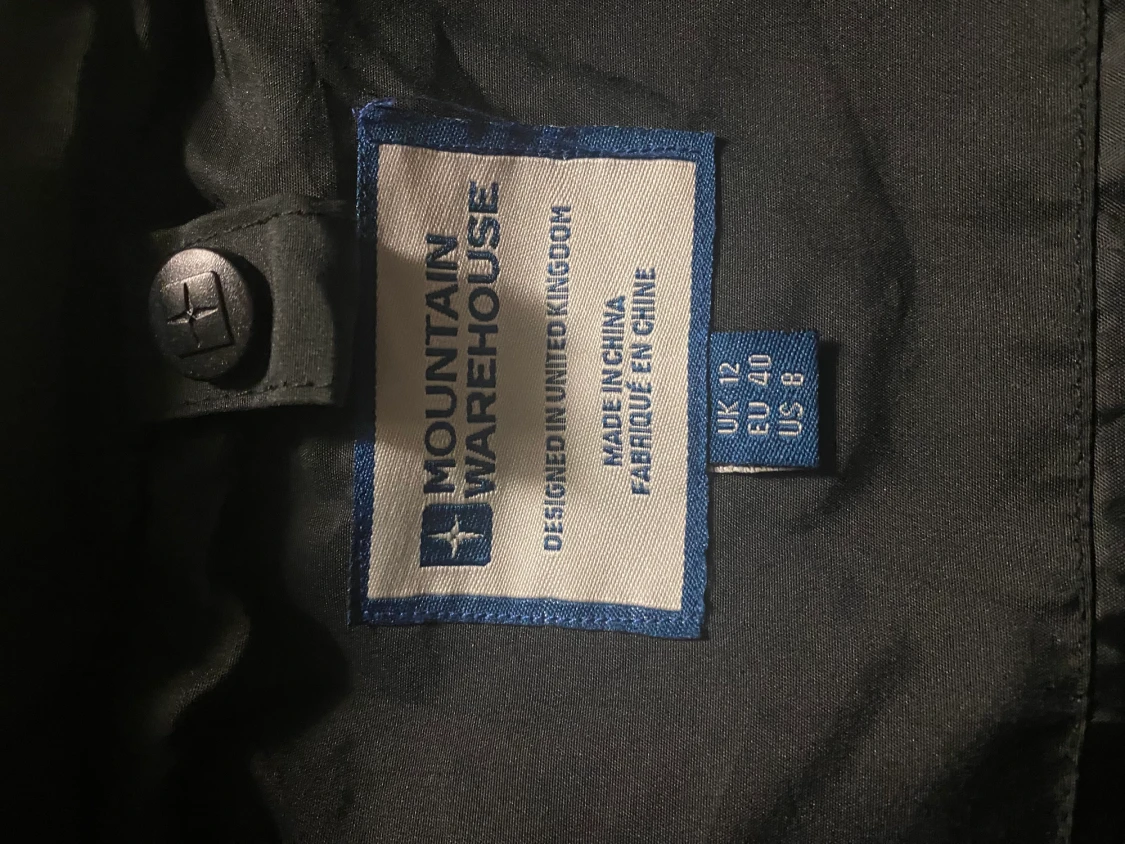 MOUNTAIN
WAREHOUSE
DESIGNED IN UNITED KINGDOM
MADE IN CHINA
FABRIQUÉ EN CHINE
UK 12
EU 40
US 8